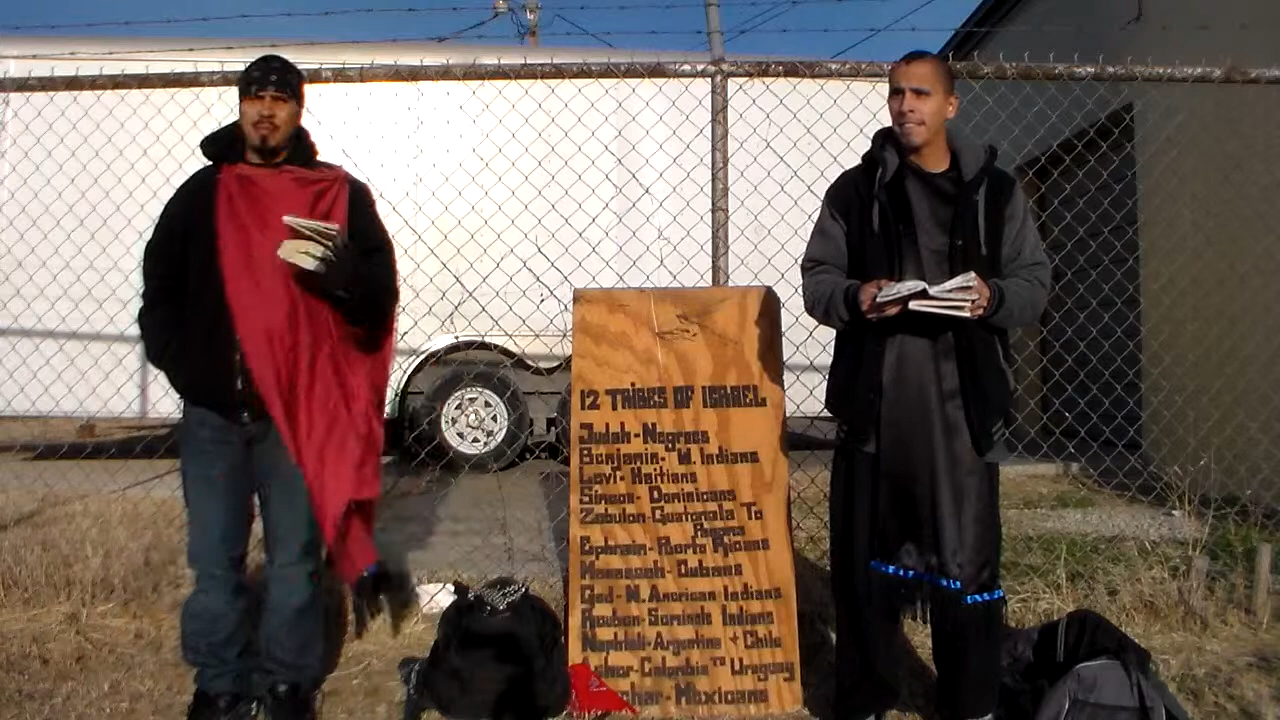 12 TRIBES OF ISRAEL
Judah-Negroes
Benjamin-W. Indians
Levi-Haitians
Simeon-Dominicans
Zebulon-Guatemala To
Panama
Ephraim-Puerto Ricans
Manasseh-Cubans
Gad-N. American Indians
Reuben-Seminole Indians
Naphtali-Argentina + Chile
Asher-Colombia To Uruguay
char-Mexicans